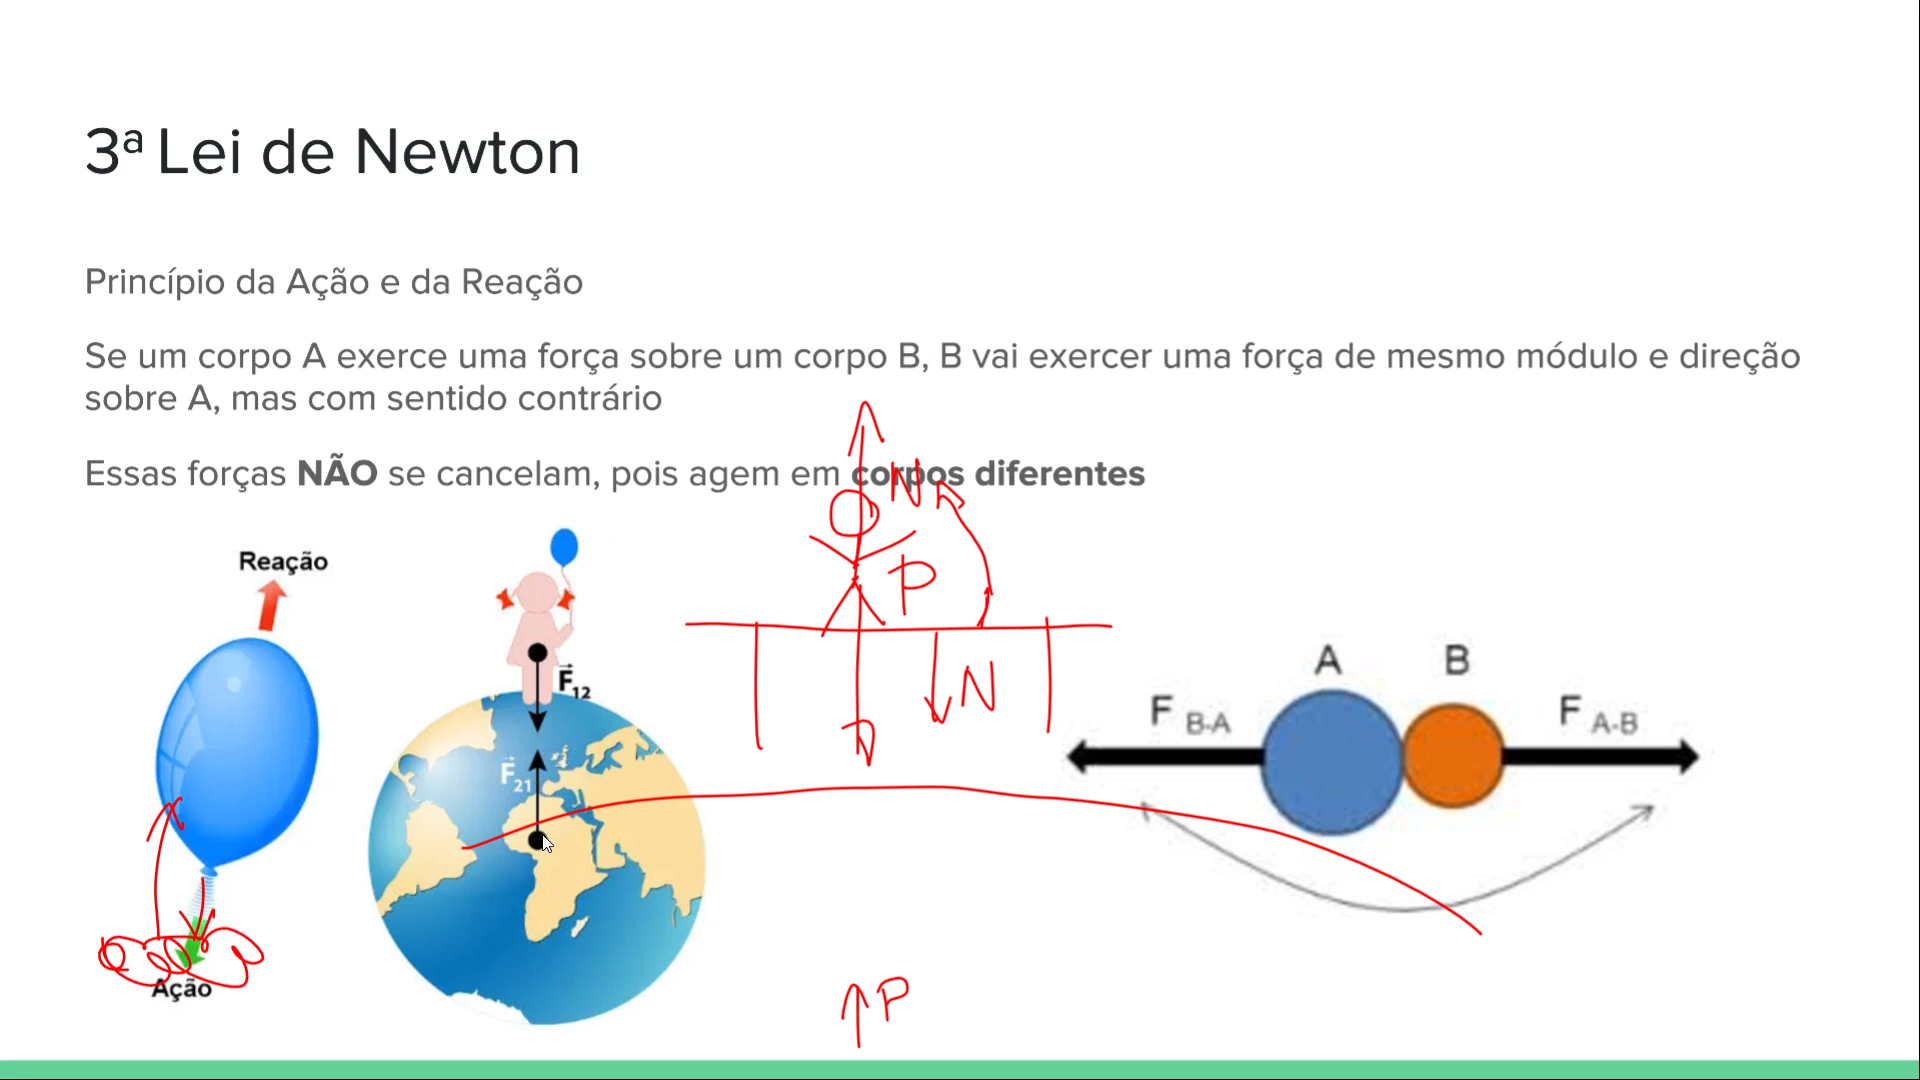 3ª Lei de Newton
Princípio da Ação e da Reação
Se um corpo A exerce uma força sobre um corpo B, B vai exercer uma força de mesmo módulo e direção
sobre A, mas com sentido contrário
Essas forças NÃO se cancelam, pois agem em corpos diferentes
N
Reação
P
F12
N
F21
A
B
F B-A
F A-B
Ação
P